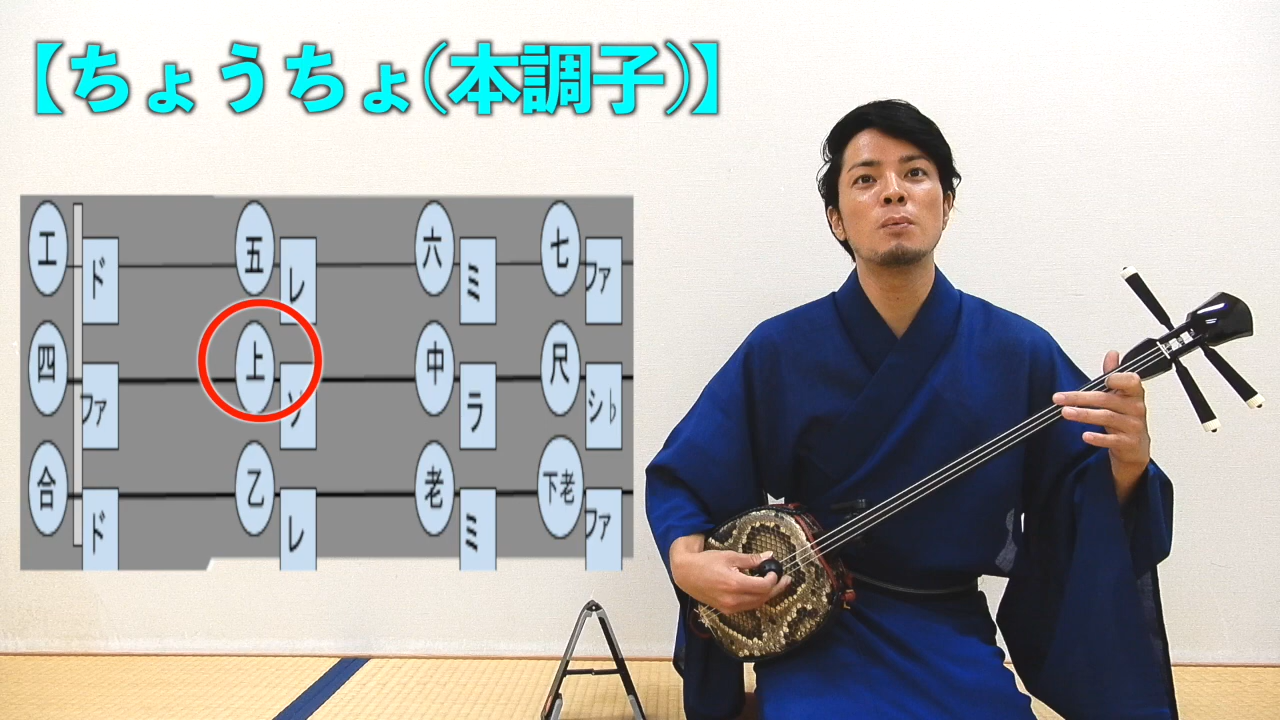 【ちょうちょ(本調子)】
工 ド 五 レ 六 ミ 七 ファ
四 ファ 上 ソ 中 ラ 尺 シ♭
合 ド 乙 レ 老 ミ 下老 ファ